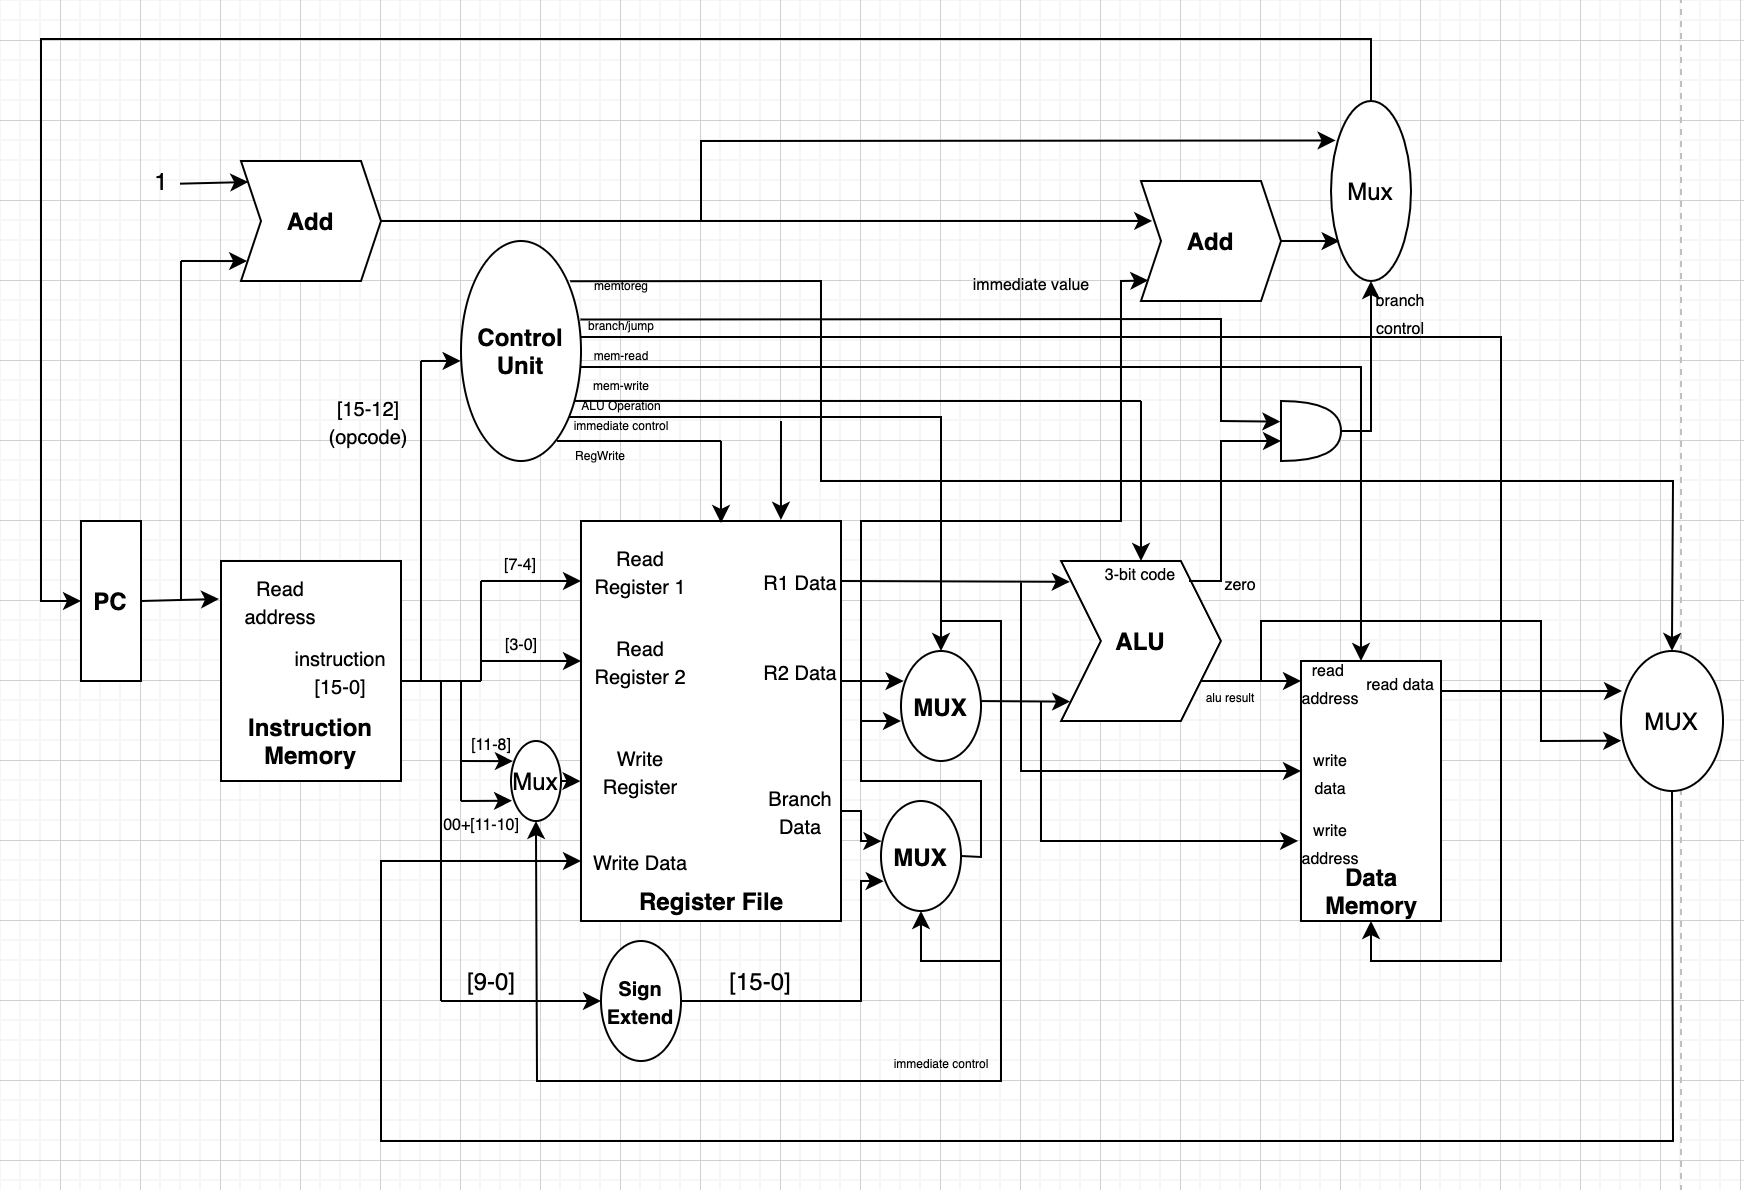 1
Add
Mux
Add
immediate value
branch
control
memtoreg
branch/jump
mem-read
mem-write
ALU Operation
immediate control
RegWrite
Control
Unit
[15-12]
(opcode)
PC
Read
address
instruction
[15-0]
Instruction
Memory
[7-4]
[3-0]
[11-8]
Mux
00+[11-10]
Read
Register 1
Read
Register 2
Write
Register
Write Data
R1 Data
R2 Data
Branch
Data
Register File
MUX
MUX
3-bit code
zero
ALU
alu result
read
address
read data
write
data
write
address
Data
Memory
MUX
[9-0]
Sign
Extend
[15-0]
immediate control